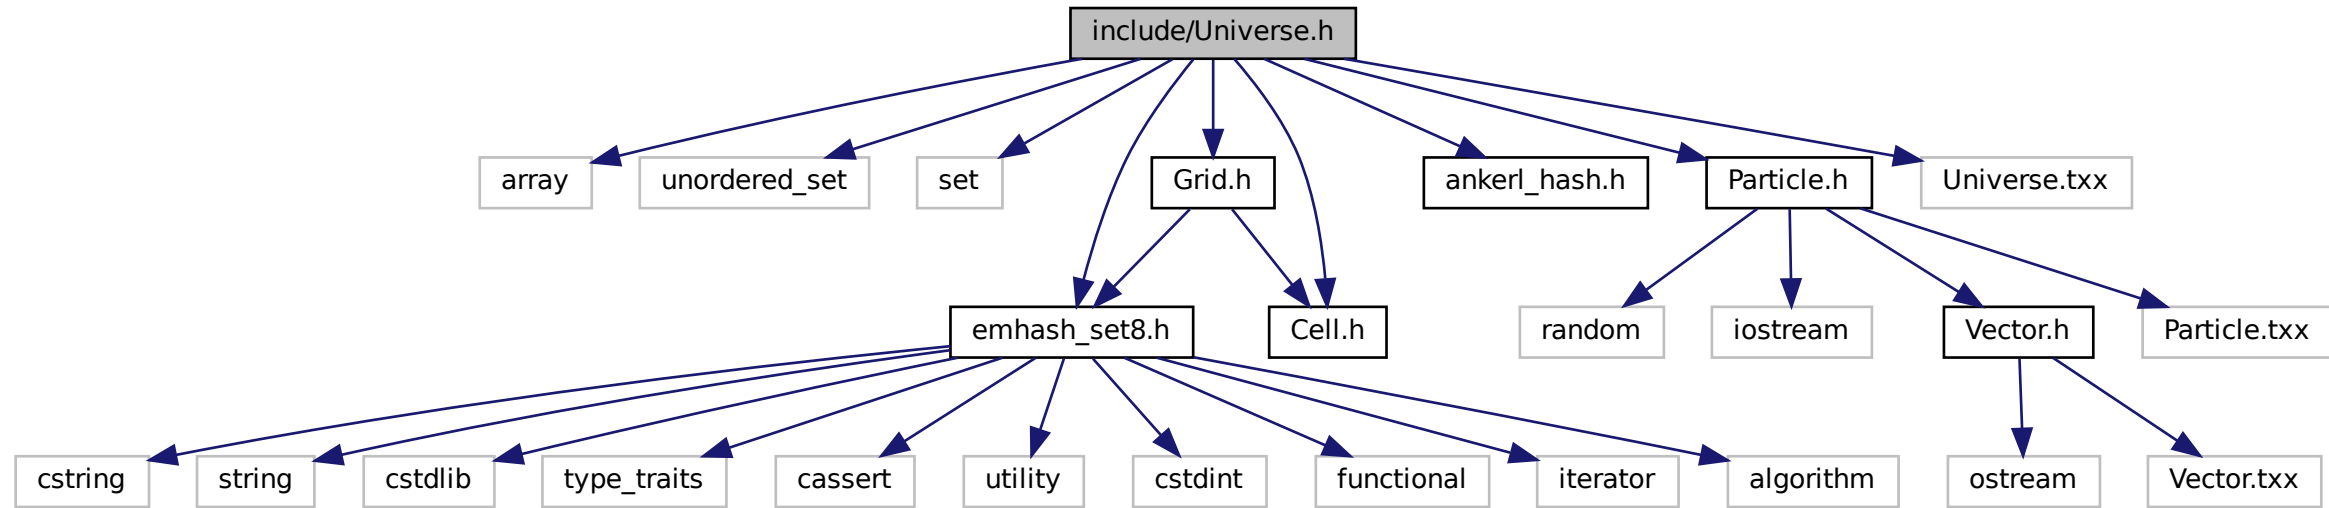 include/Universe.h
array
unordered_set
set
Grid.h
ankerl_hash.h
Particle.h
Universe.txx
emhash_set8.h
Cell.h
random
iostream
Vector.h
Particle.txx
cstring
string
cstdlib
type_traits
cassert
utility
cstdint
functional
iterator
algorithm
ostream
Vector.txx